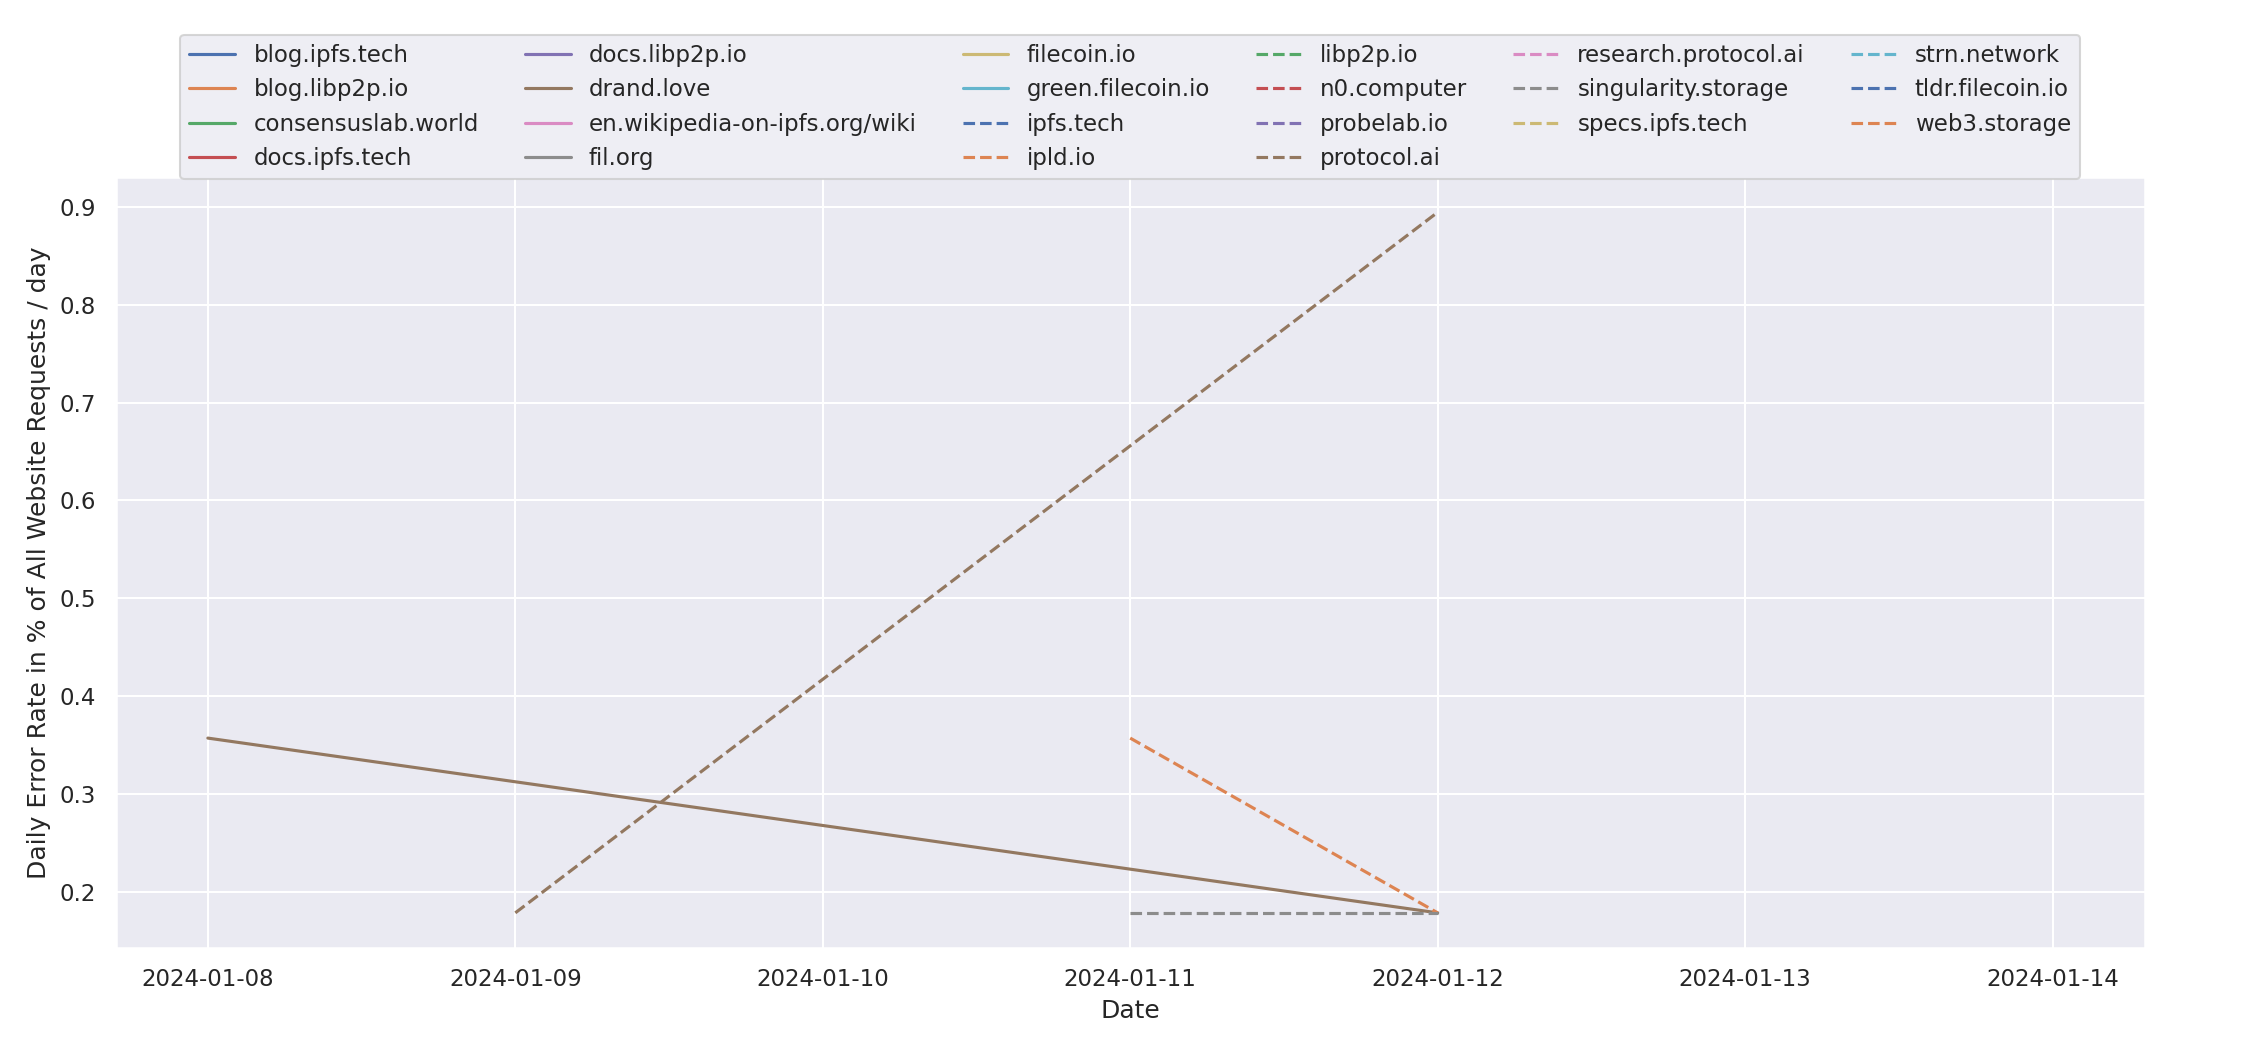 blog.ipfs.tech
blog.libp2p.io
consensuslab.world
docs.ipfs.tech
docs.libp2p.io
drand.love
en.wikipedia-on-ipfs.org/wiki
fil.org
filecoin.io
green.filecoin.io
ipfs.tech
ipld.io
libp2p.io
n0.computer
probelab.io
protocol.ai
research.protocol.ai
singularity.storage
specs.ipfs.tech
strn.network
tldr.filecoin.io
web3.storage
Daily Error Rate in % of All Website Requests / day
0.9
0.8
0.7
0.6
0.5
0.4
0.3
0.2
2024-01-08
2024-01-09
2024-01-10
2024-01-11
2024-01-12
2024-01-13
2024-01-14
Date